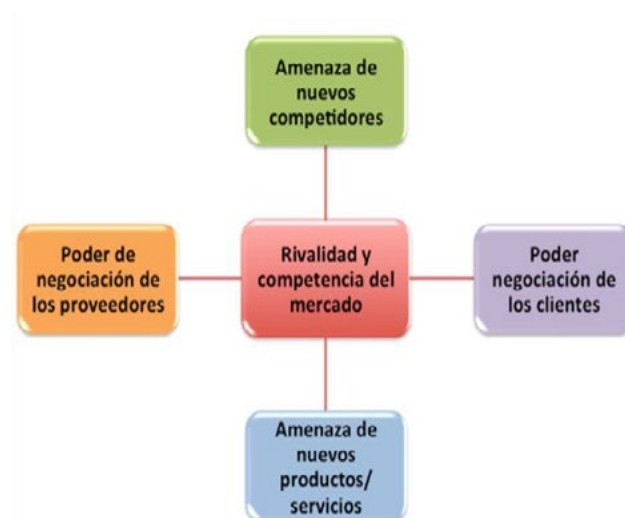 Amenaza de
nuevos
competidores
Poder de
negociación de
los proveedores
Rivalidad y
competencia del
mercado
Poder
negociación de
los clientes
Amenaza de
nuevos
productos/
servicios